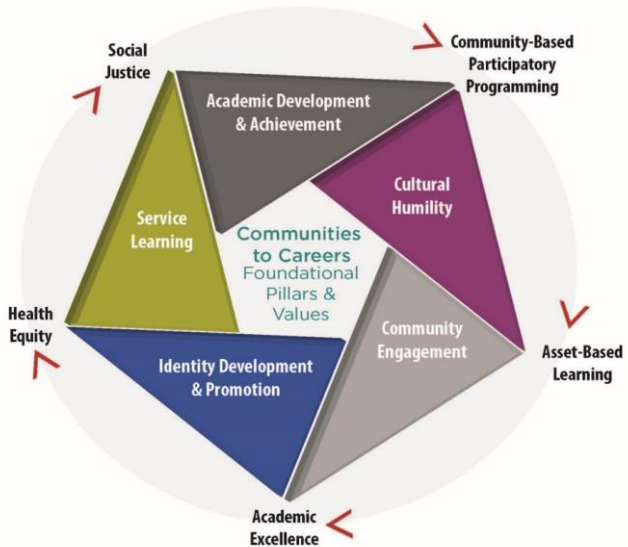 Social
Justice
Community-Based
Participatory
Programming
Academic Development
& Achievement
Cultural
Humility
Service
Learning
Communities
to Careers
Foundational
Pillars &
Values
Health
Equity
Community
Engagement
Asset-Based
Learning
Identity Development
& Promotion
Academic
Excellence